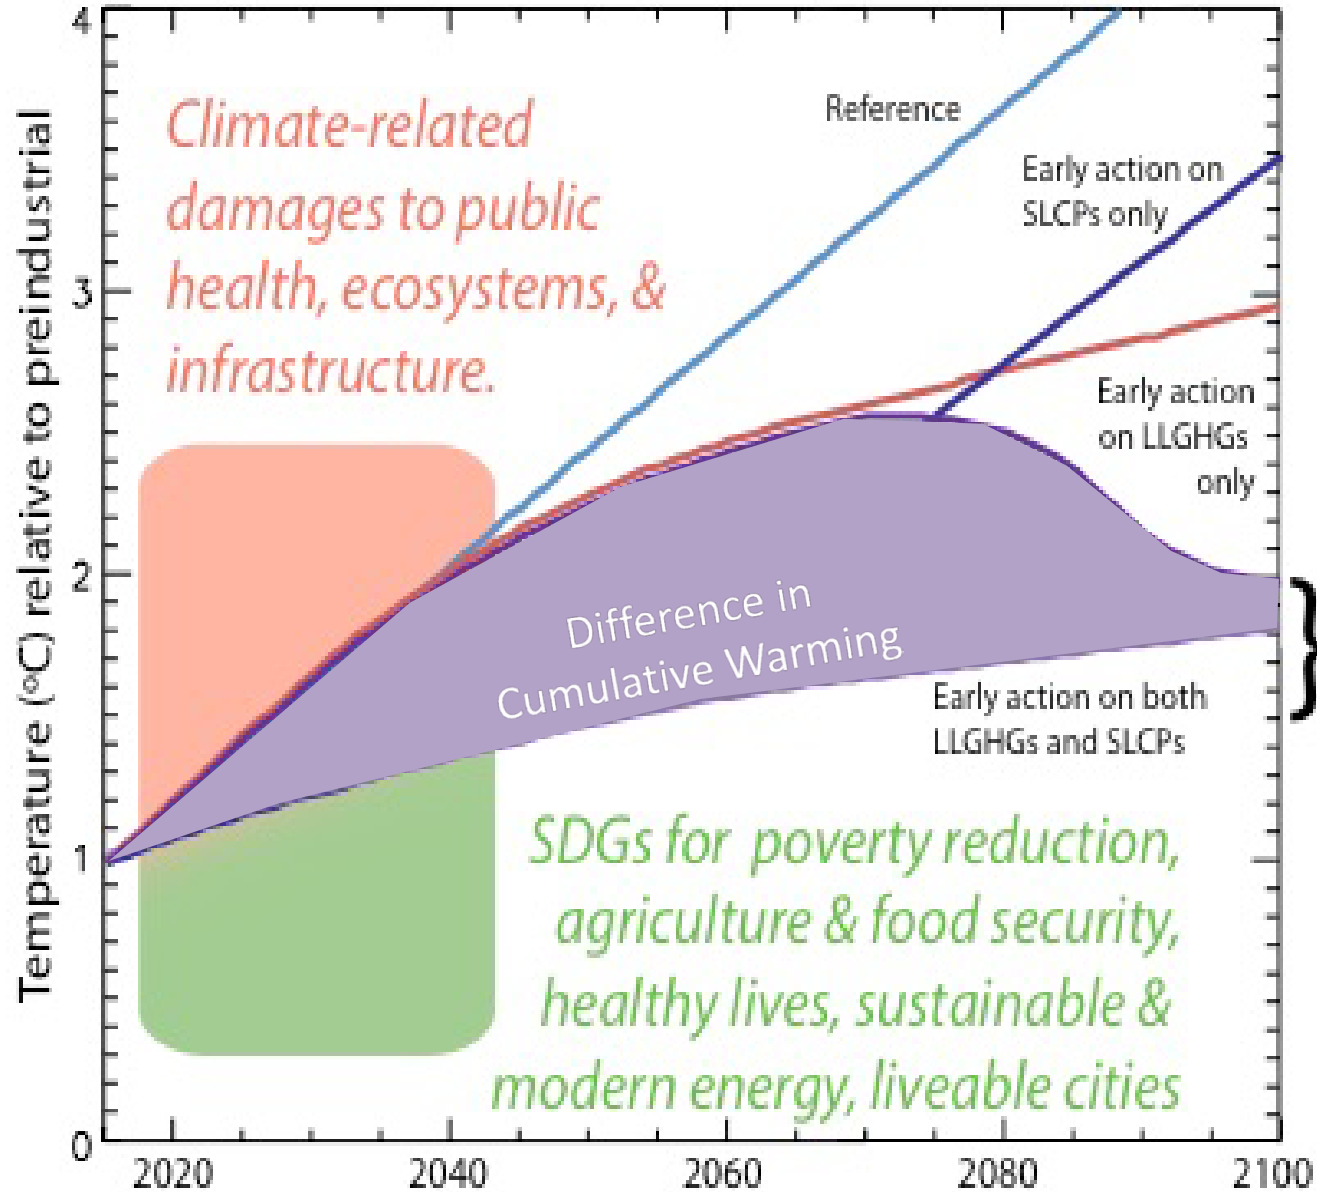 4
3
2
1
0
Temperature (ºC) relative to preindustrial
Climate-related
damages to public
health, ecosystems, &
infrastructure.
Reference
Early action on
SLCPs only
Early action
on LLGHGs
only
Difference in
Cumulative Warming
Early action on both
LLGHGs and SLCPs
SDGs for poverty reduction,
agriculture & food security,
healthy lives, sustainable &
modern energy, liveable cities
2020 2040 2060 2080 2100